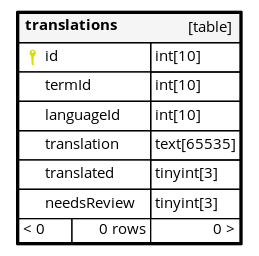 translations [table]
id int[10]
termId int[10]
languageId int[10]
translation text[65535]
translated tinyint[3]
needsReview tinyint[3]
< 0 0 rows 0 >